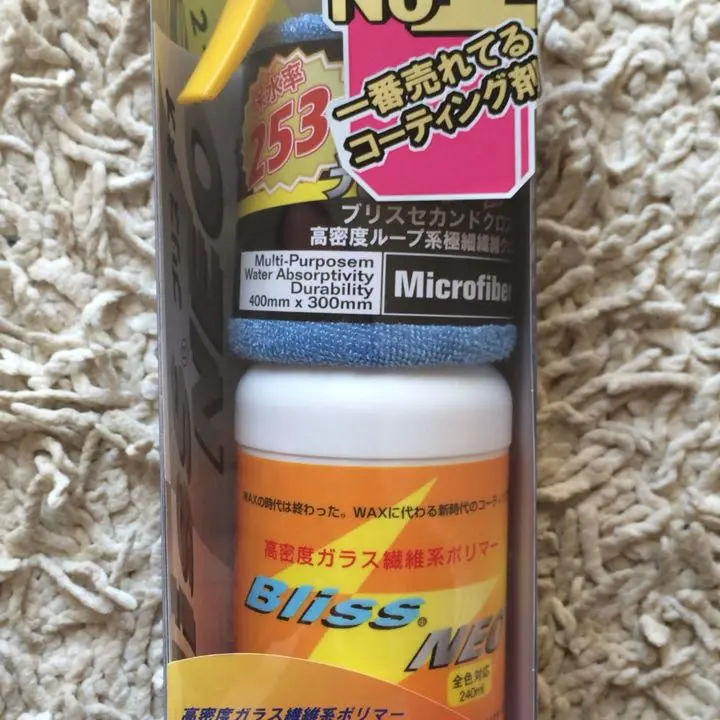 No
一番売れてる
コーティング剤
水率
253
ブリスセカンドクロ
高密度ループ系極細繊維
Multi-Purposem
Water Absorptivity
Durability
400mm x 300mm
Microfiber
WAXの時代は終わった。WAXに代わる新時代のコーティ
高密度ガラス繊維系ポリマー
Bliss®
NEO
全色対応
240ml
高密度ガラス繊維系ポリマー